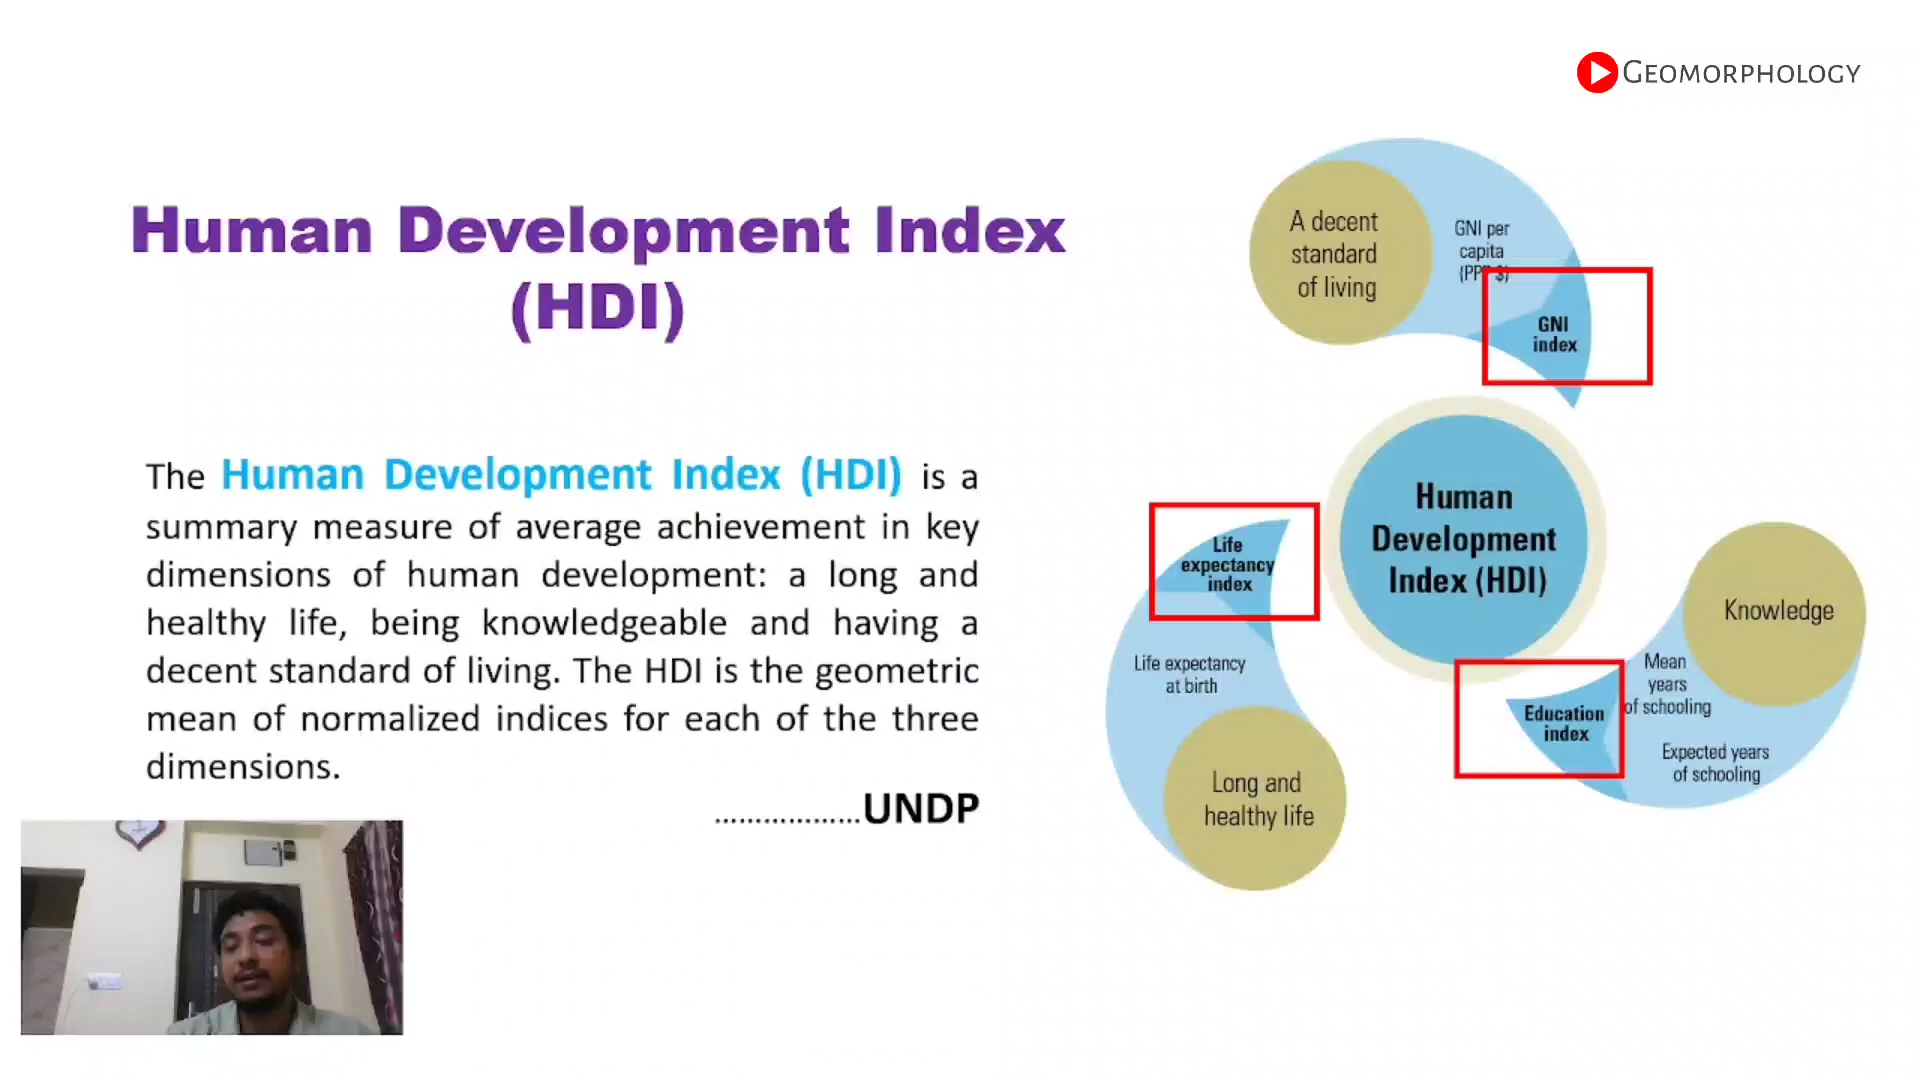 GEOMORPHOLOGY
Human Development Index
(HDI)
The Human Development Index (HDI) is a
summary measure of average achievement in key
dimensions of human development: a long and
healthy life, being knowledgeable and having a
decent standard of living. The HDI is the geometric
mean of normalized indices for each of the three
dimensions.
..................UNDP
A decent
standard
of living
GNI per
capita
(PPP $)
GNI
index
Human
Development
Index (HDI)
Life
expectancy
index
Life expectancy
at birth
Long and
healthy life
Knowledge
Mean
years
of schooling
Expected years
of schooling
Education
index